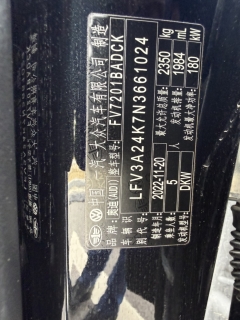 中国一汽-大众汽车有限公司 制造
品牌 奥迪(AUDI) 整车型号 FV7201BADCK
车辆识别代号: LFV3A24K7N3661024
制造年月 2022-11-20 最大允许总质量 2350 kg
乘坐人数 5 人 发动机排量 1984 mL
发动机型号 DKW 发动机最大净功率 180 kW